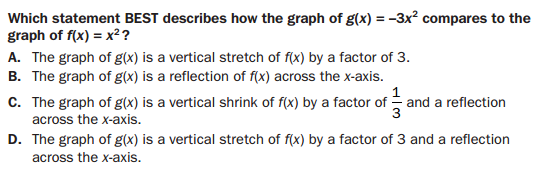 Which statement BEST describes how the graph of g(x) = –3x² compares to the
graph of f(x) = x²?
A. The graph of g(x) is a vertical stretch of f(x) by a factor of 3.
B. The graph of g(x) is a reflection of f(x) across the x-axis.
C. The graph of g(x) is a vertical shrink of f(x) by a factor of 1/3 and a reflection
across the x-axis.
D. The graph of g(x) is a vertical stretch of f(x) by a factor of 3 and a reflection
across the x-axis.